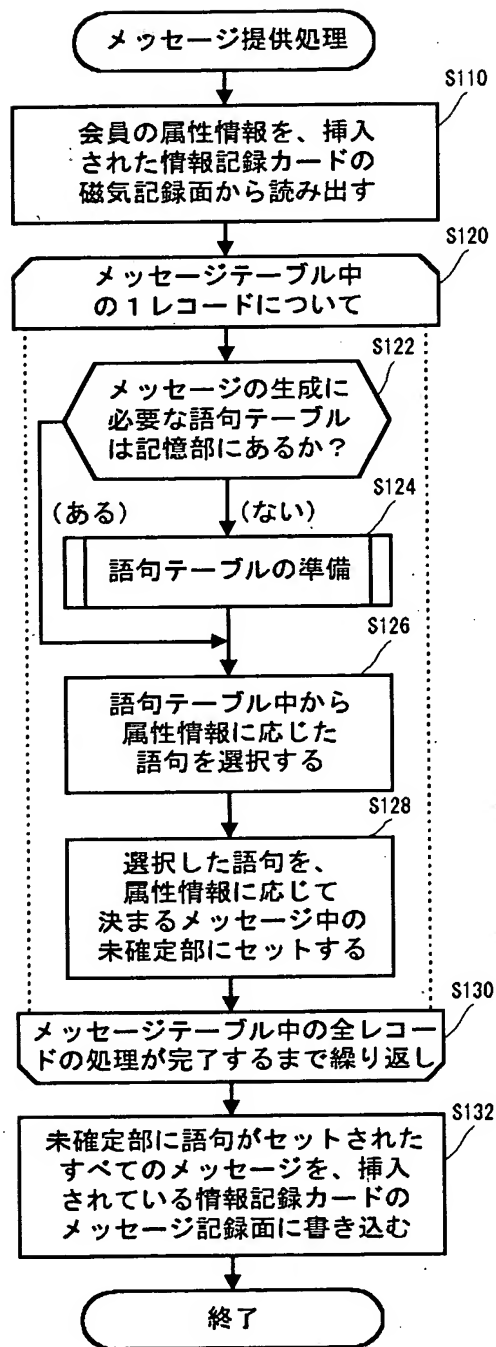 メッセージ提供処理
S110
会員の属性情報を、挿入
された情報記録カードの
磁気記録面から読み出す
S120
メッセージテーブル中
の1レコードについて
S122
メッセージの生成に
必要な語句テーブル
は記憶部にあるか？
(ある)
(ない)
S124
語句テーブルの準備
S126
語句テーブル中から
属性情報に応じた
語句を選択する
S128
選択した語句を、
属性情報に応じて
決まるメッセージ中の
未確定部にセットする
S130
メッセージテーブル中の全レコー
ドの処理が完了するまで繰り返し
S132
未確定部に語句がセットされた
すべてのメッセージを、挿入
されている情報記録カードの
メッセージ記録面に書き込む
終了